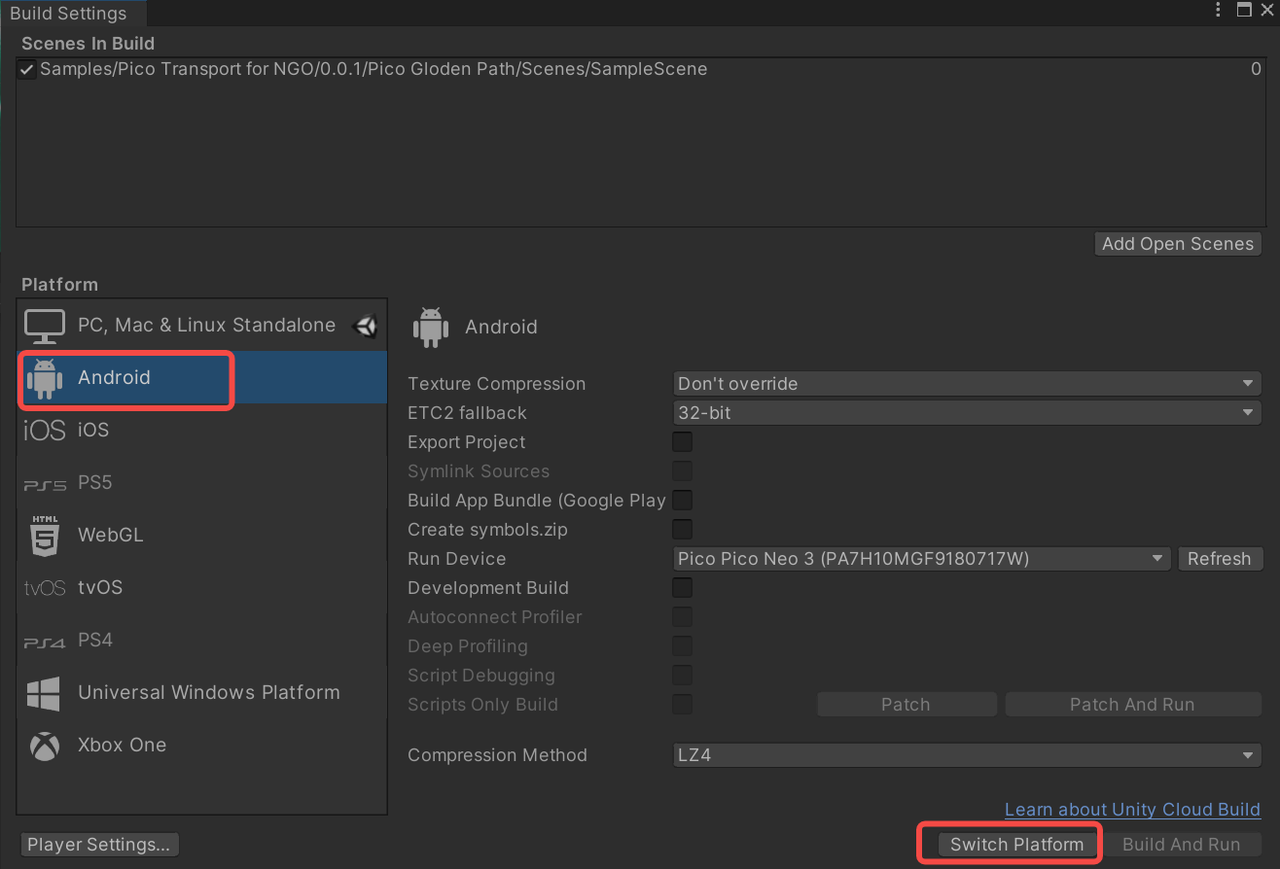 Build Settings
Scenes In Build
Samples/Pico Transport for NGO/0.0.1/Pico Gloden Path/Scenes/SampleScene 0
Add Open Scenes
Platform
PC, Mac & Linux Standalone
Android
iOS iOS
PS5 PS5
HTML 5 WebGL
tvOS tvOS
PS4 PS4
Universal Windows Platform
Xbox One
Android
Texture Compression Don't override
ETC2 fallback 32-bit
Export Project
Symlink Sources
Build App Bundle (Google Play
Create symbols.zip
Run Device Pico Pico Neo 3 (PA7H10MGF9180717W) Refresh
Development Build
Autoconnect Profiler
Deep Profiling
Script Debugging
Scripts Only Build Patch Patch And Run
Compression Method LZ4
Learn about Unity Cloud Build
Player Settings... Switch Platform Build And Run